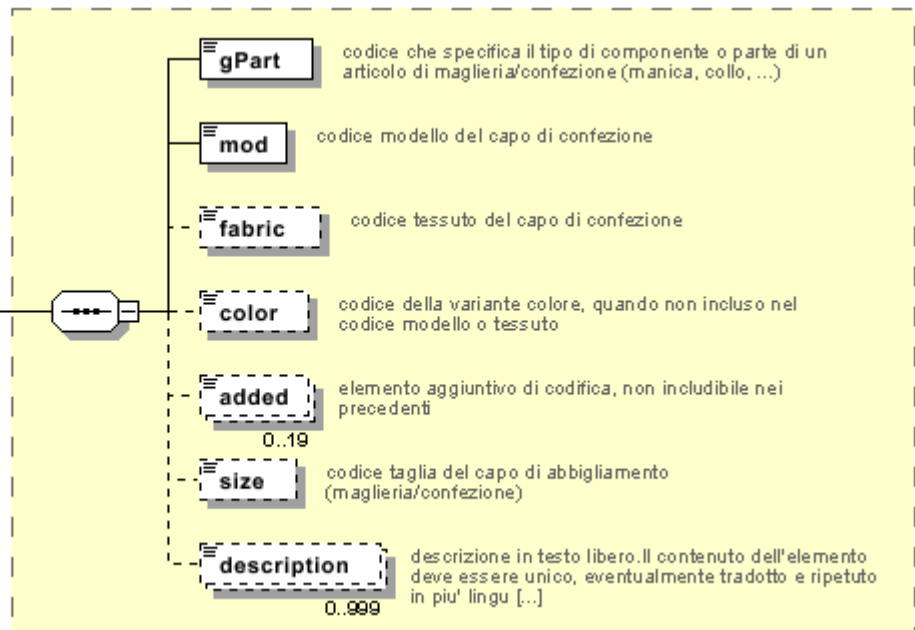 gPart
codice che specifica il tipo di componente o parte di un
articolo di maglieria/confezione (manica, collo, ...)
mod
codice modello del capo di confezione
fabric
codice tessuto del capo di confezione
color
codice della variante colore, quando non incluso nel
codice modello o tessuto
added
elemento aggiuntivo di codifica, non includibile nei
precedenti
0..19
size
codice taglia del capo di abbigliamento
(maglieria/confezione)
description
descrizione in testo libero.Il contenuto dell'elemento
deve essere unico, eventualmente tradotto e ripetuto
in piu' lingu [...]
0..999